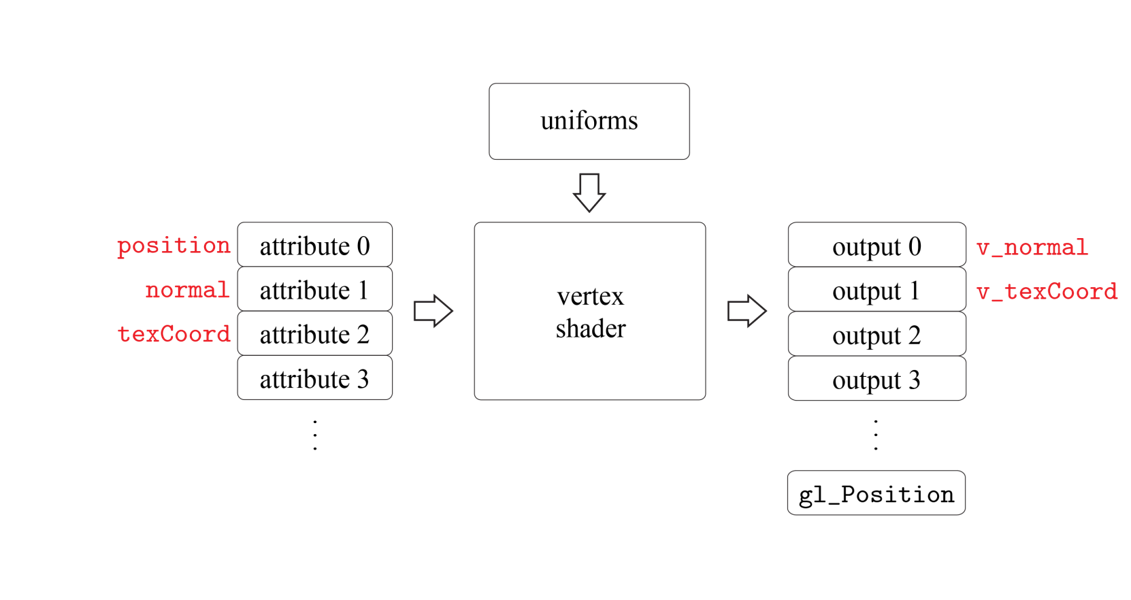 uniforms
position attribute 0
normal attribute 1
texCoord attribute 2
attribute 3
vertex
shader
output 0 v_normal
output 1 v_texCoord
output 2
output 3
gl_Position